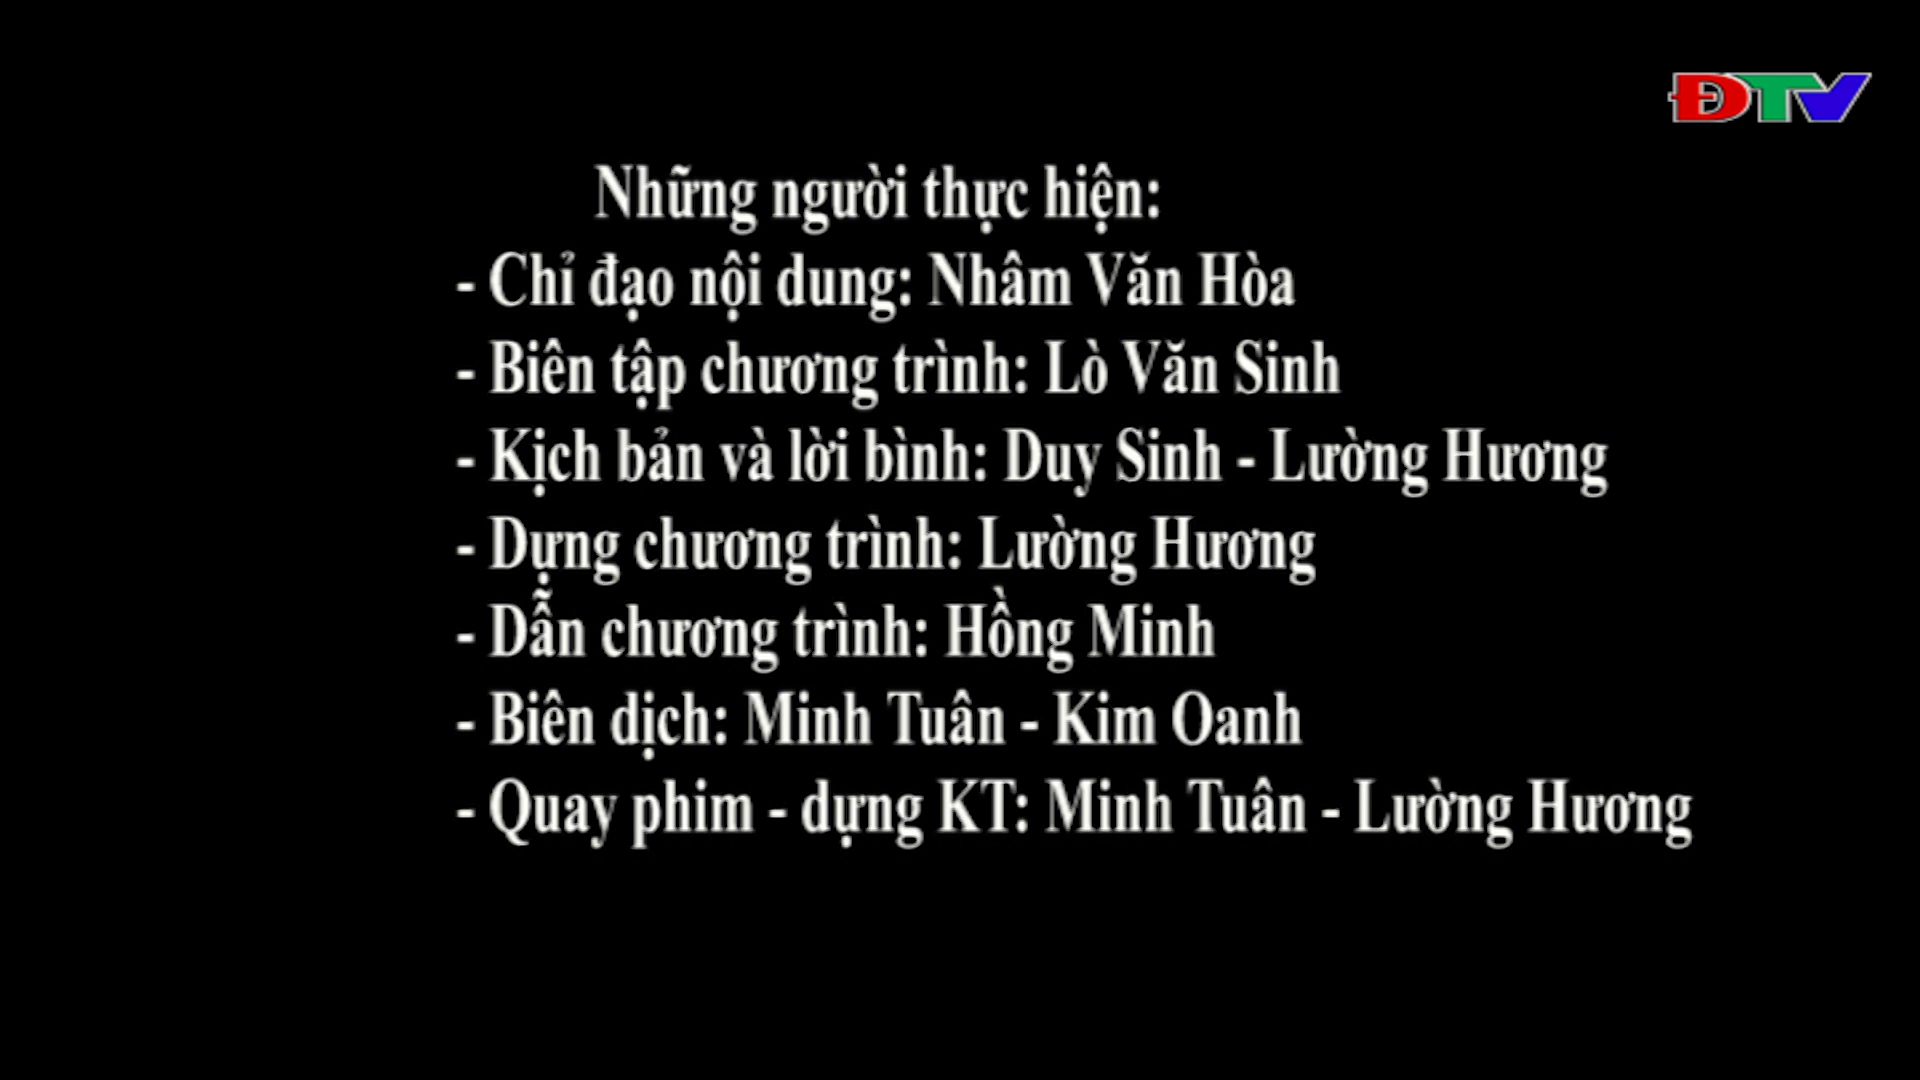 ĐTV
Những người thực hiện:
- Chỉ đạo nội dung: Nhâm Văn Hòa
- Biên tập chương trình: Lò Văn Sinh
- Kịch bản và lời bình: Duy Sinh - Lường Hương
- Dựng chương trình: Lường Hương
- Dẫn chương trình: Hồng Minh
- Biên dịch: Minh Tuân - Kim Oanh
- Quay phim - dựng KT: Minh Tuân - Lường Hương